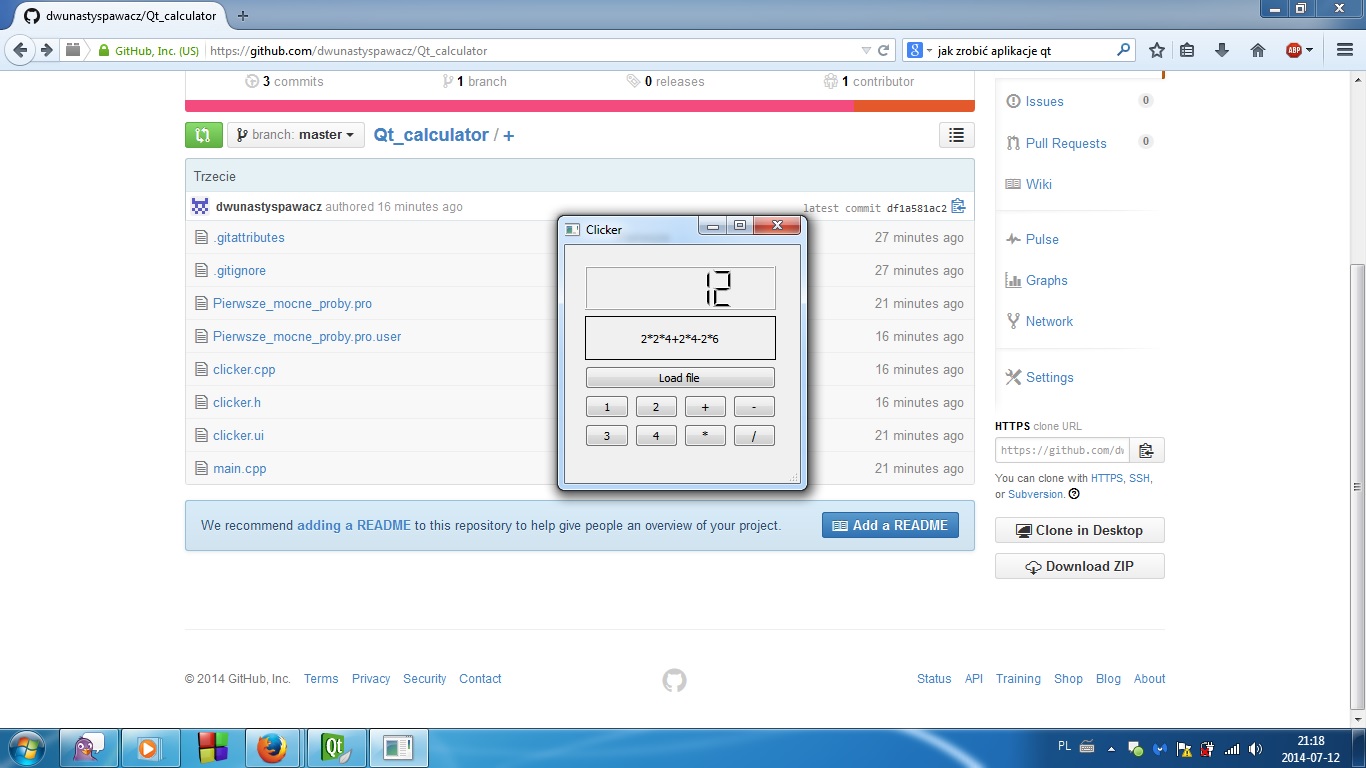 dwunastyspawacz/Qt_calculator
GitHub, Inc. (US) https://github.com/dwunastyspawacz/Qt_calculator
jak zrobić aplikacje qt
ABP
3 commits 1 branch 0 releases 1 contributor
branch: master Qt_calculator / +
Trzecie
dwunastyspawacz authored 16 minutes ago
latest commit df1a581ac2
.gitattributes 27 minutes ago
.gitignore 27 minutes ago
Pierwsze_mocne_proby.pro 21 minutes ago
Pierwsze_mocne_proby.pro.user 16 minutes ago
clicker.cpp 16 minutes ago
clicker.h 16 minutes ago
clicker.ui 21 minutes ago
main.cpp 21 minutes ago
We recommend adding a README to this repository to help give people an overview of your project.
Add a README
Clicker
12
2*2*4+2*4-2*6
Load file
1 2 + -
3 4 * /
Issues 0
Pull Requests 0
Wiki
Pulse
Graphs
Network
Settings
HTTPS clone URL
https://github.com/dw
You can clone with HTTPS, SSH,
or Subversion.
Clone in Desktop
Download ZIP
© 2014 GitHub, Inc. Terms Privacy Security Contact
Status API Training Shop Blog About
Qt
PL
21:18
2014-07-12